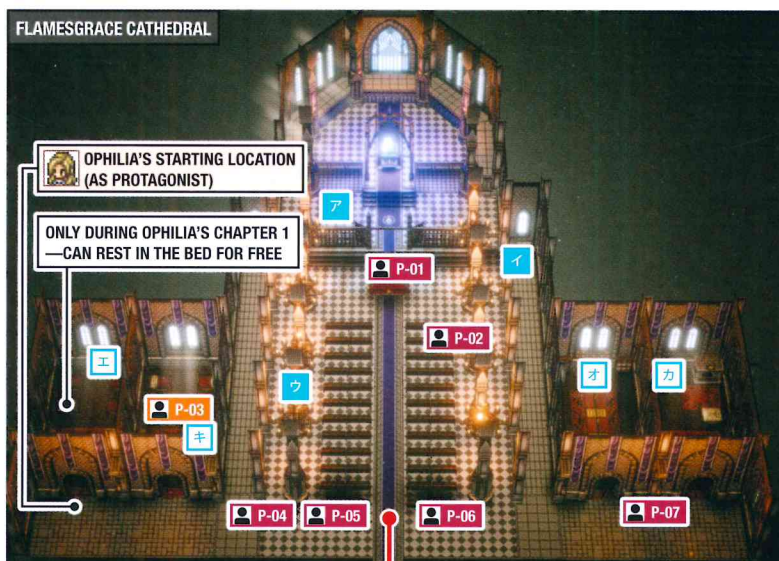 FLAMESGRACE CATHEDRAL
OPHILIA'S STARTING LOCATION
(AS PROTAGONIST)
ONLY DURING OPHILIA'S CHAPTER 1
—CAN REST IN THE BED FOR FREE
ア
P-01
イ
P-02
エ
ウ
オ
カ
P-03
キ
P-04
P-05
P-06
P-07